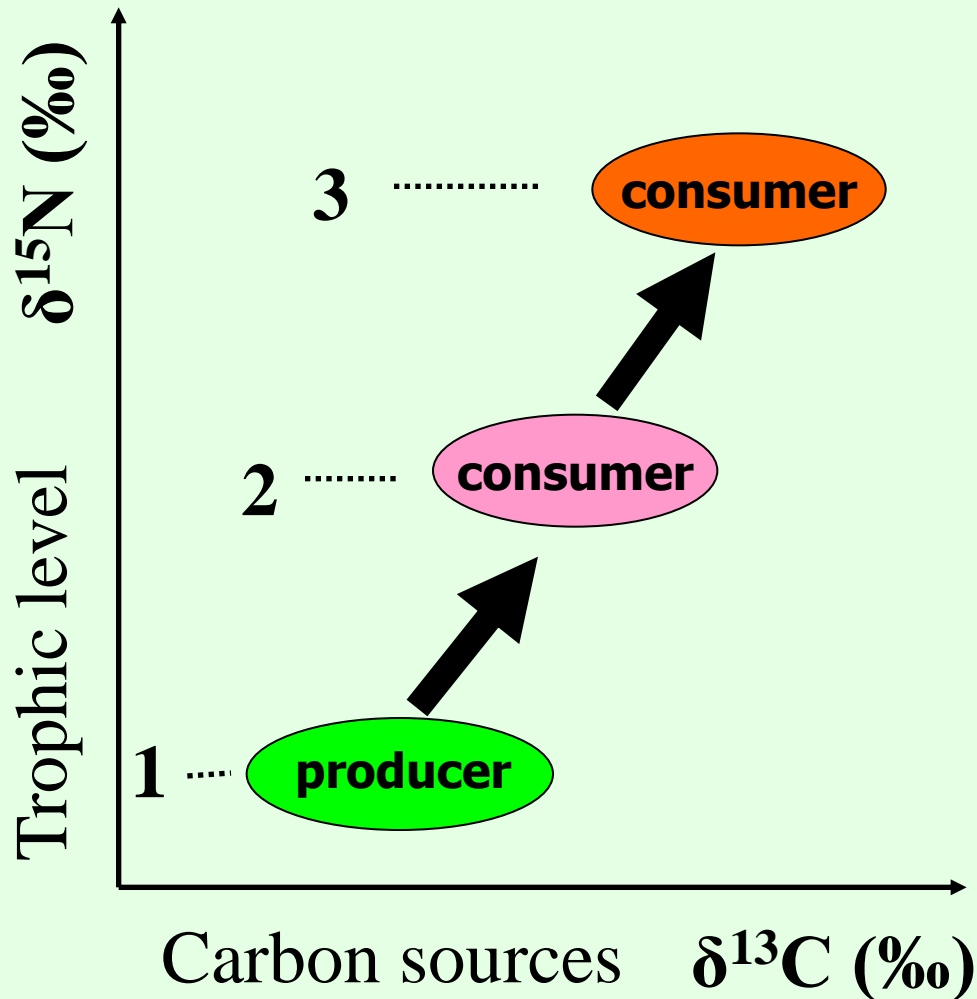 δ¹⁵N (‰)
Trophic level
3
consumer
2
consumer
1
producer
Carbon sources δ¹³C (‰)